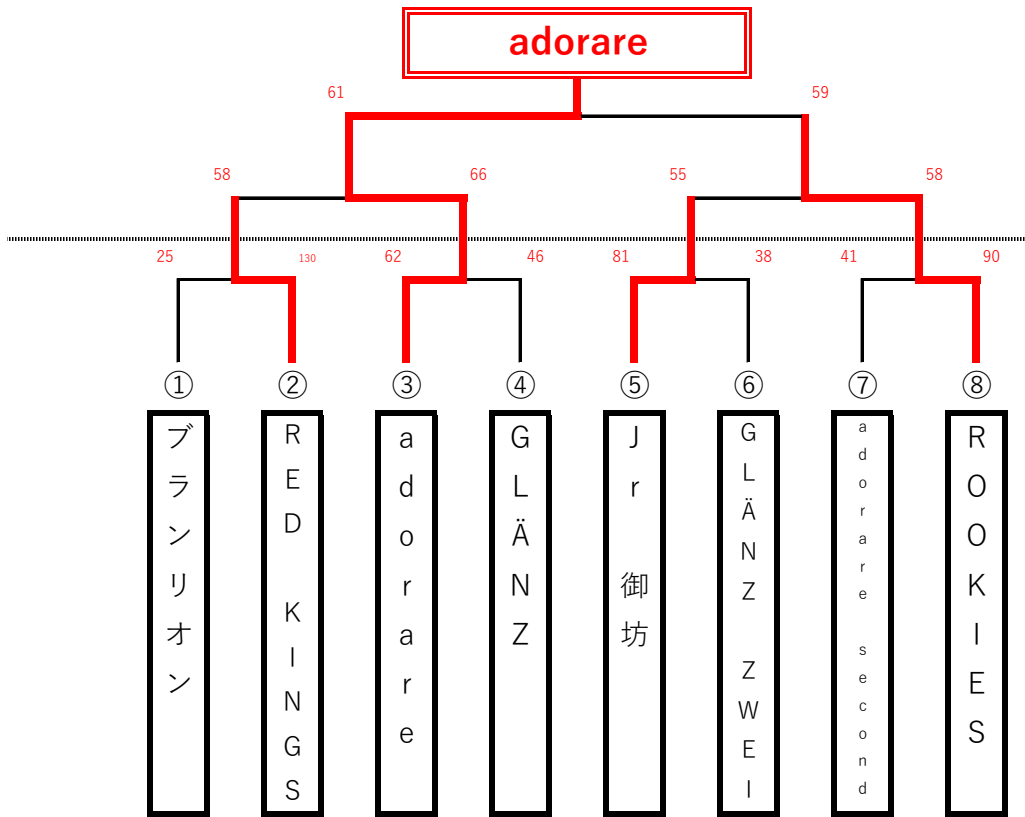 adorare
61
59
58
66
55
58
25
130
62
46
81
38
41
90
①
②
③
④
⑤
⑥
⑦
⑧
ブランリオン
RED KINGS
adorare
GLÄNZ
Jr 御坊
GLÄNZ ZWEI
adorare second
ROOKIES